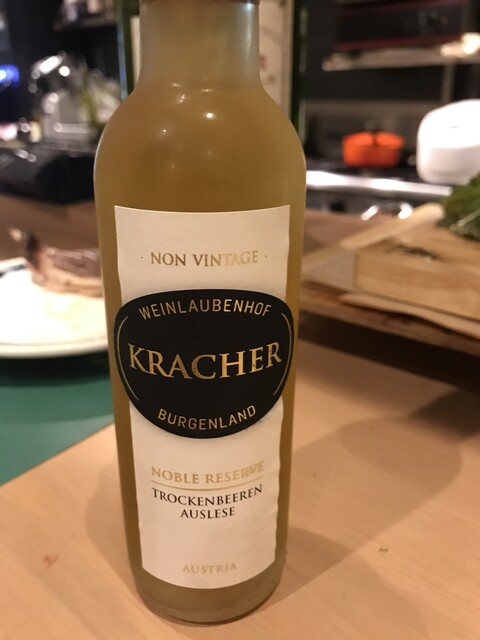 · NON VINTAGE ·
WEINLAUBENHOF
KRACHER
BURGENLAND
NOBLE RESERVE
TROCKENBEEREN
AUSLESE
AUSTRIA